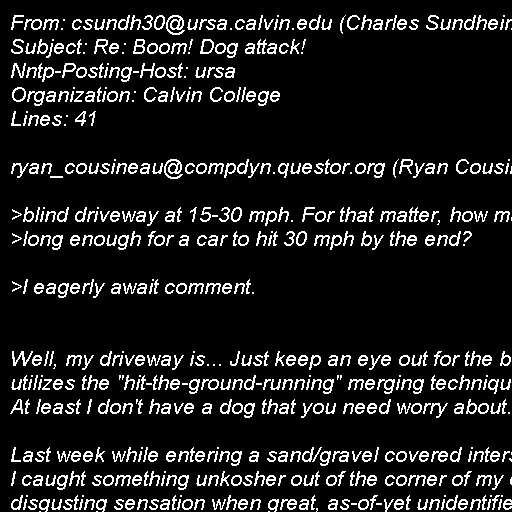 From: csundh30@ursa.calvin.edu (Charles
Subject: Re: Boom! Dog attack!
Nntp-Posting-Host: ursa
Organization: Calvin College
Lines: 41
ryan_cousineau@compdyn.questor.org (Ryan
>blind driveway at 15-30 mph. For that matter, how
>long enough for a car to hit 30 mph by the end?
>I eagerly await comment.
Well, my driveway is... Just keep an eye out for the
utilizes the "hit-the-ground-running" merging
At least I don't have a dog that you need worry about.
Last week while entering a sand/gravel covered
I caught something unkosher out of the corner of my
disgusting sensation when great, as-of-yet